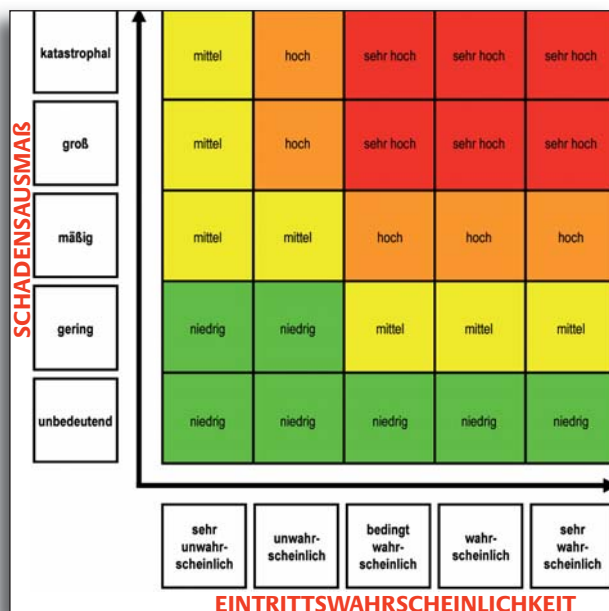 SCHADENSAUSMAß
katastrophal
mittel
hoch
sehr hoch
sehr hoch
sehr hoch
groß
mittel
hoch
sehr hoch
sehr hoch
sehr hoch
mäßig
mittel
mittel
hoch
hoch
hoch
gering
niedrig
niedrig
mittel
mittel
mittel
unbedeutend
niedrig
niedrig
niedrig
niedrig
niedrig
sehr
unwahr-
scheinlich
unwahr-
scheinlich
bedingt
wahr-
scheinlich
wahr-
scheinlich
sehr
wahr-
scheinlich
EINTRITTSWAHRSCHEINLICHKEIT